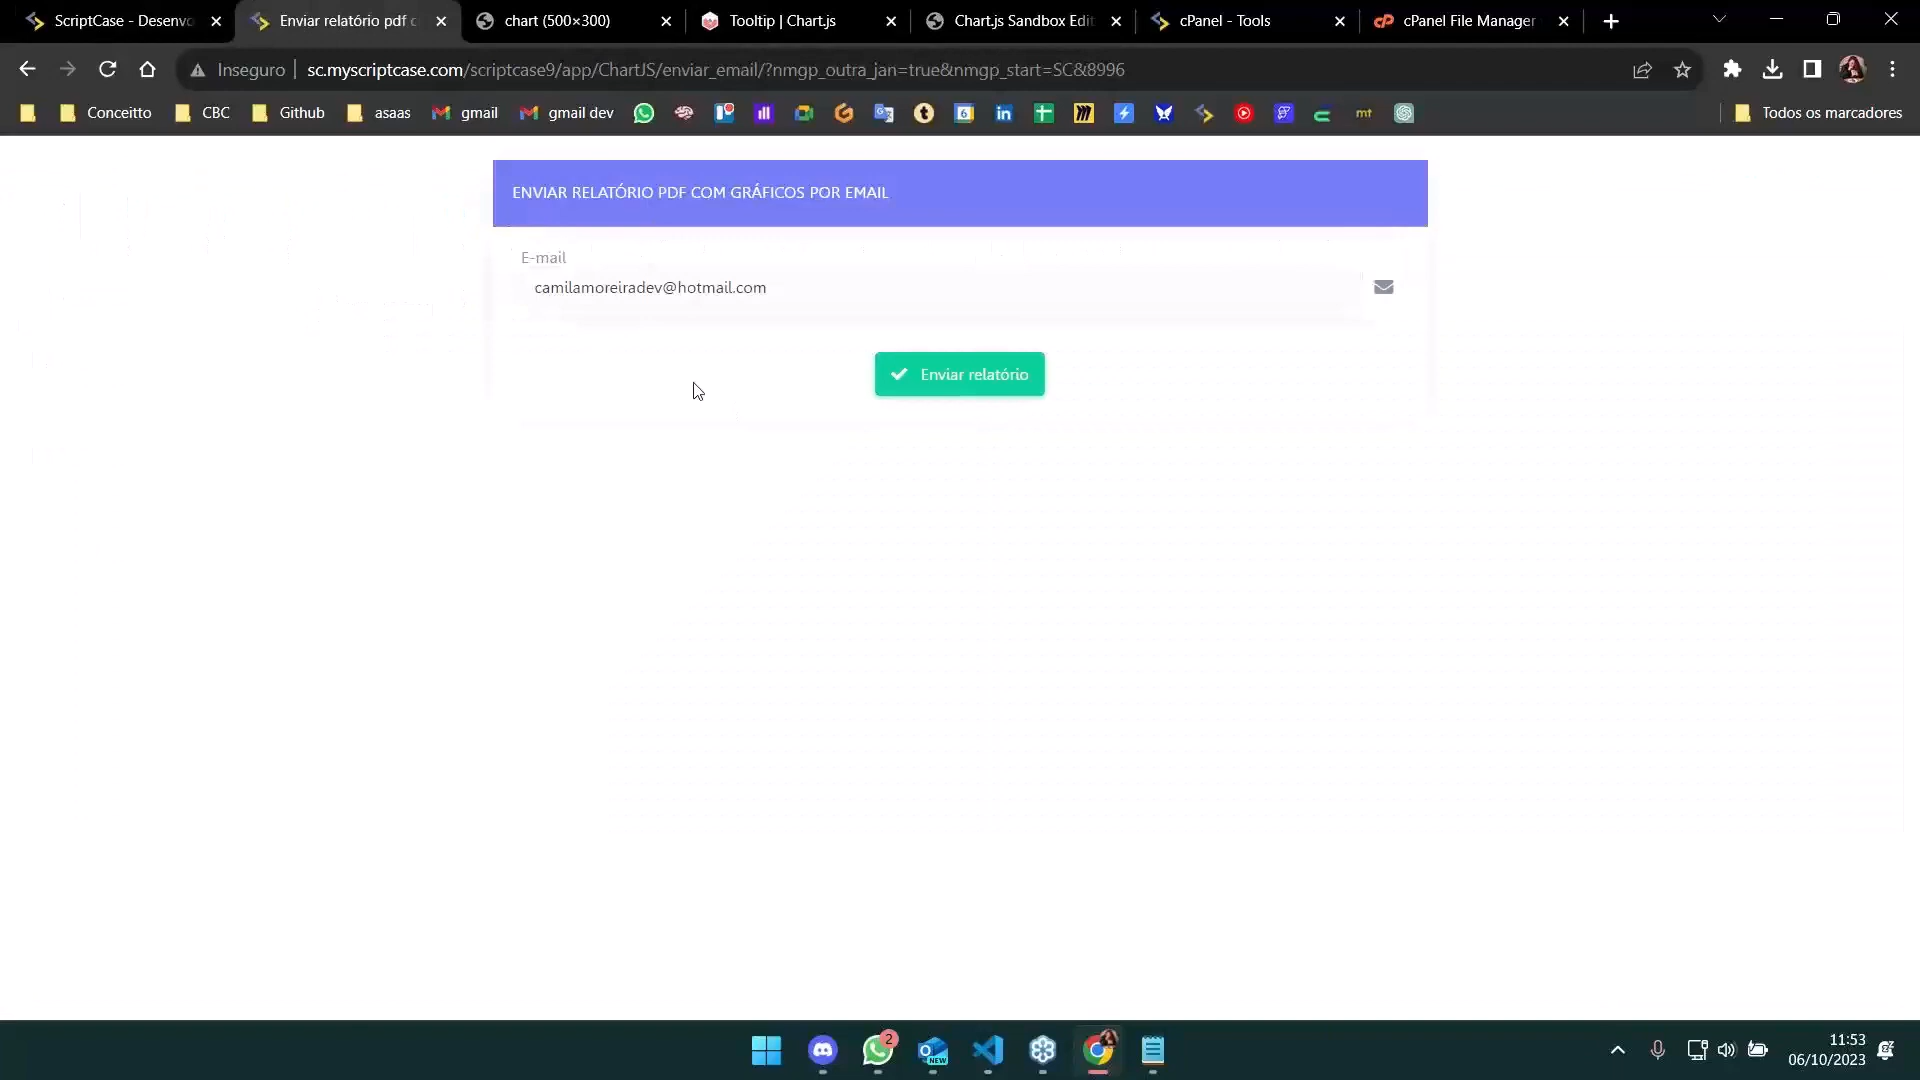 ScriptCase - Desenvo
Enviar relatório pdf c
chart (500×300)
Tooltip | Chart.js
Chart.js Sandbox Edit
cPanel - Tools
cPanel File Manager
Inseguro
sc.myscriptcase.com/scriptcase9/app/ChartJS/enviar_email/?nmgp_outra_jan=true&nmgp_start=SC&8996
Conceitto
CBC
Github
asaas
gmail
gmail dev
Todos os marcadores
ENVIAR RELATÓRIO PDF COM GRÁFICOS POR EMAIL
E-mail
camilamoreiradev@hotmail.com
Enviar relatório
2
NEW
11:53
06/10/2023